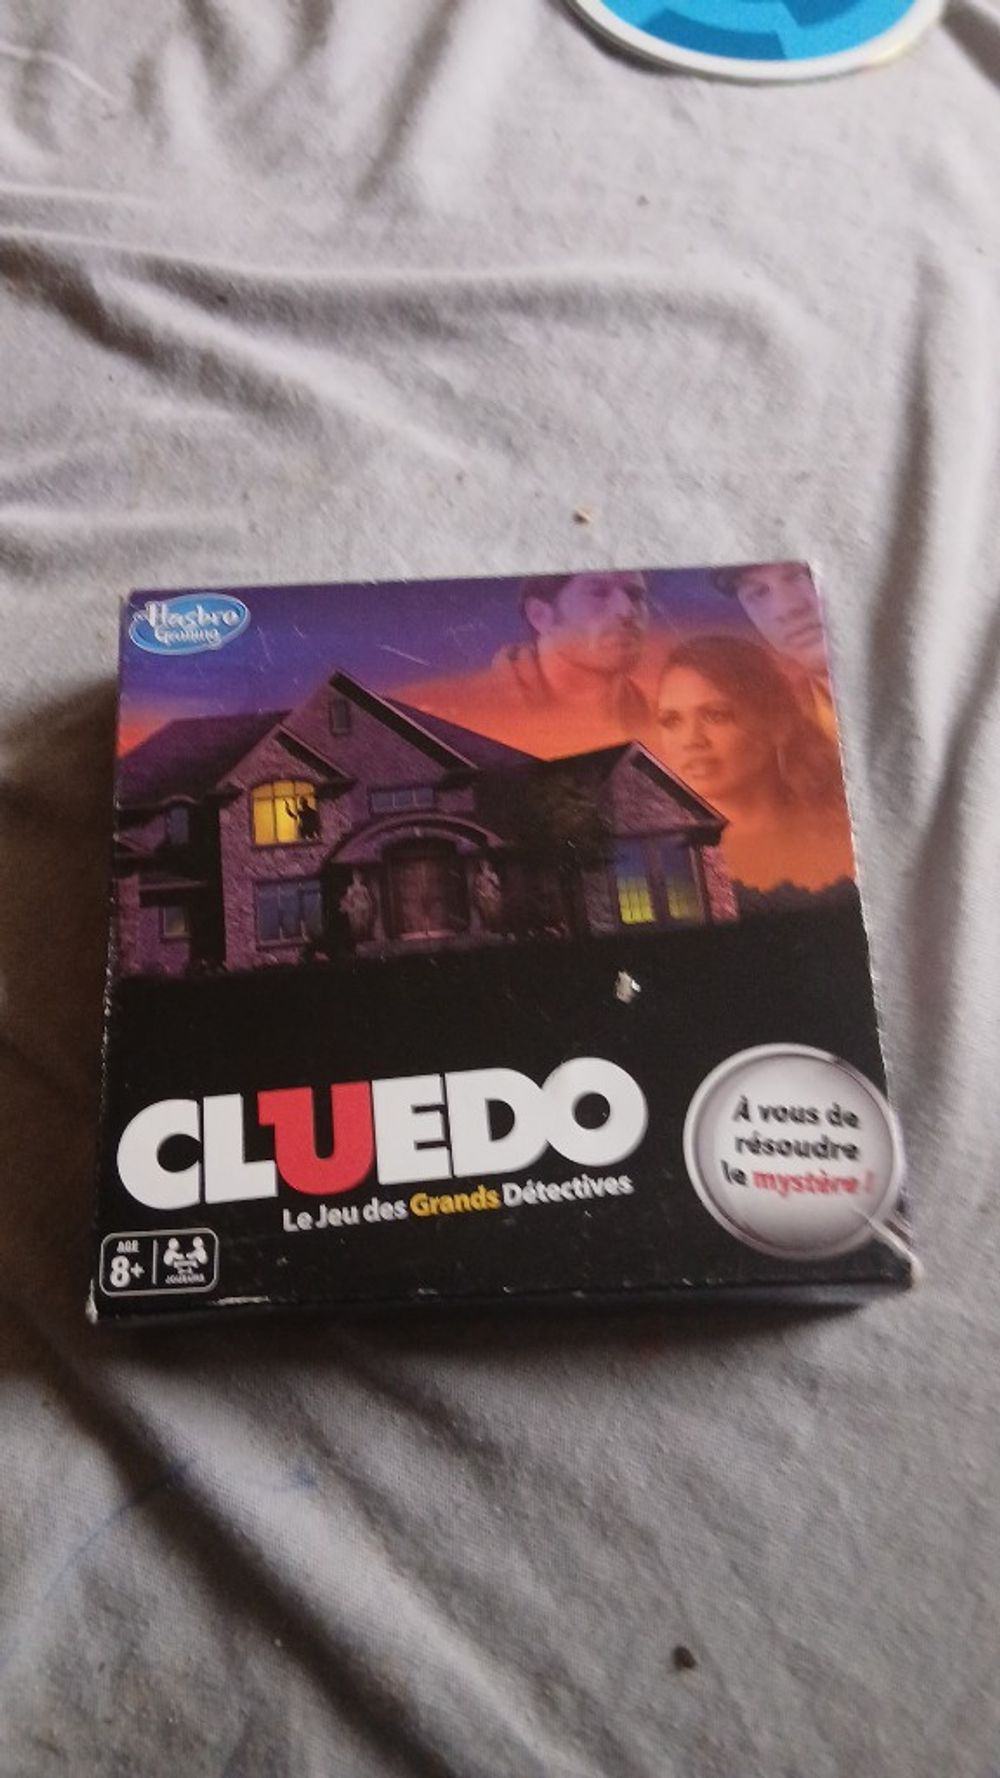 Hasbro
Gaming
CLUEDO
Le Jeu des Grands Détectives
À vous de
résoudre
le mystère !
AGE
8+